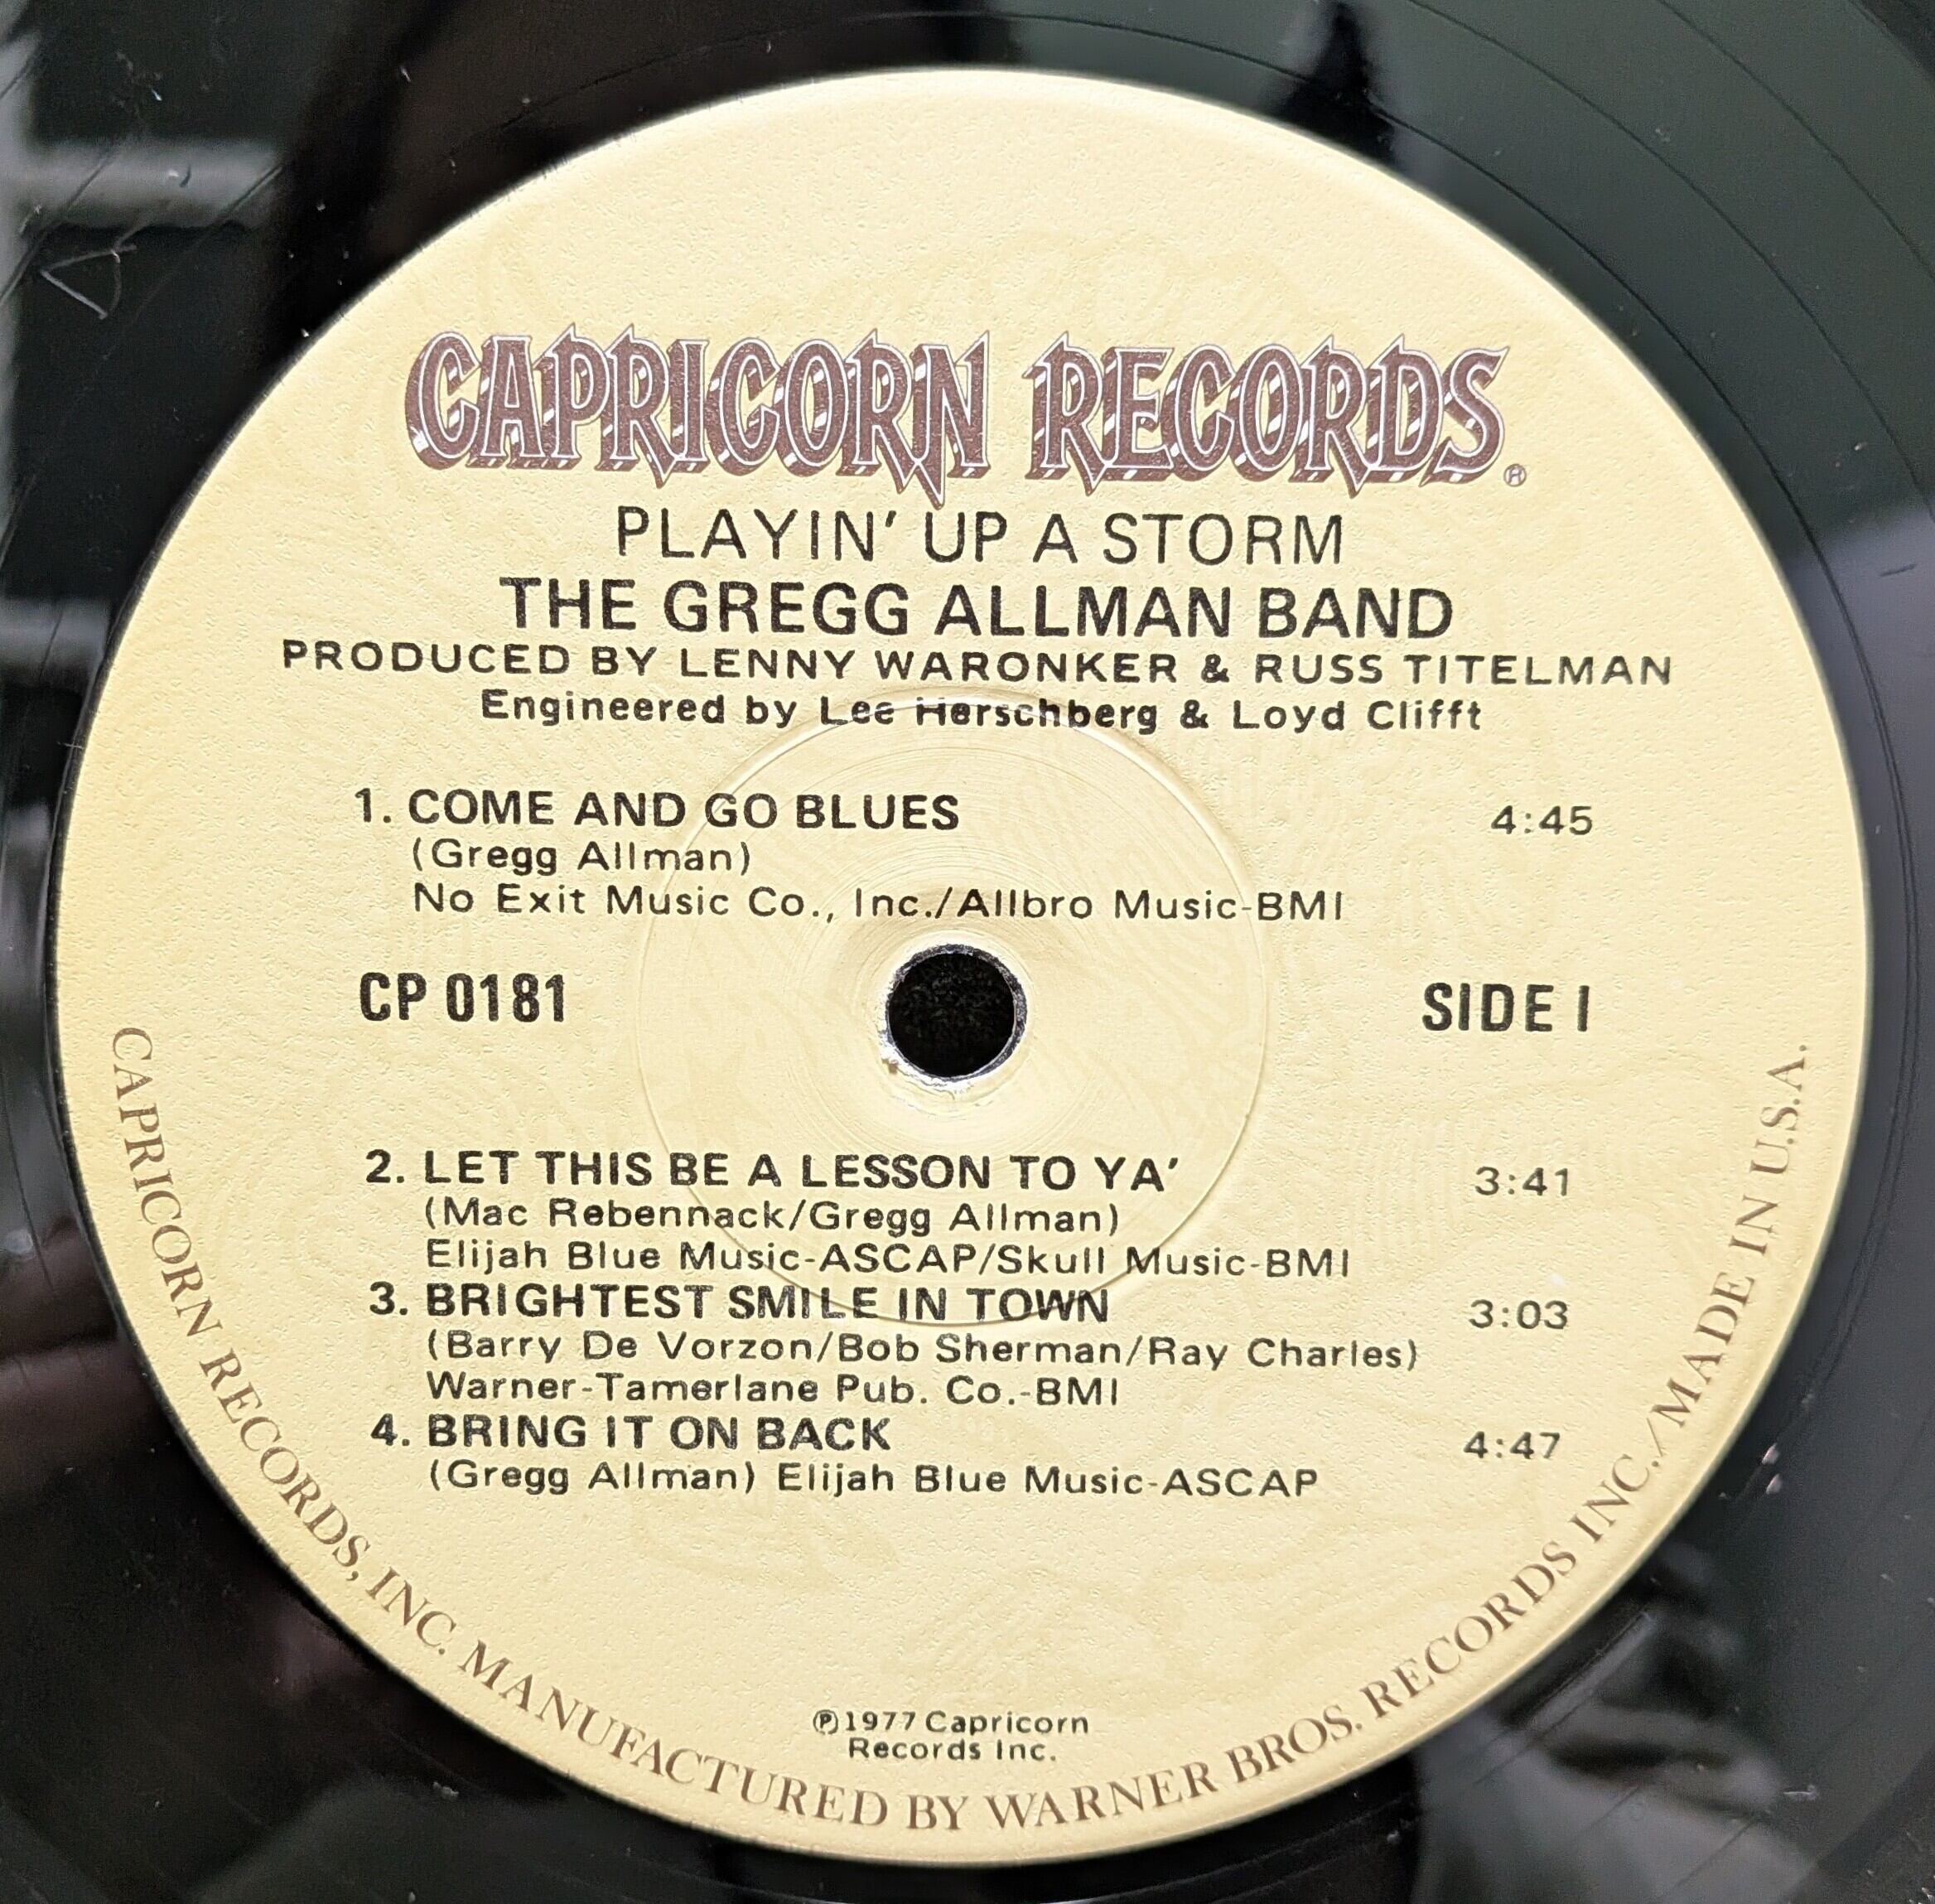 CAPRICORN RECORDS®
PLAYIN' UP A STORM
THE GREGG ALLMAN BAND
PRODUCED BY LENNY WARONKER & RUSS TITELMAN
Engineered by Lee Herschberg & Loyd Clifft
1. COME AND GO BLUES 4:45
(Gregg Allman)
No Exit Music Co., Inc./Allbro Music-BMI
CP 0181 SIDE I
2. LET THIS BE A LESSON TO YA' 3:41
(Mac Rebennack/Gregg Allman)
Elijah Blue Music-ASCAP/Skull Music-BMI
3. BRIGHTEST SMILE IN TOWN 3:03
(Barry De Vorzon/Bob Sherman/Ray Charles)
Warner-Tamerlane Pub. Co.-BMI
4. BRING IT ON BACK 4:47
(Gregg Allman) Elijah Blue Music-ASCAP
℗1977 Capricorn
Records Inc.
CAPRICORN RECORDS, INC. MANUFACTURED BY WARNER BROS. RECORDS INC./MADE IN U.S.A.